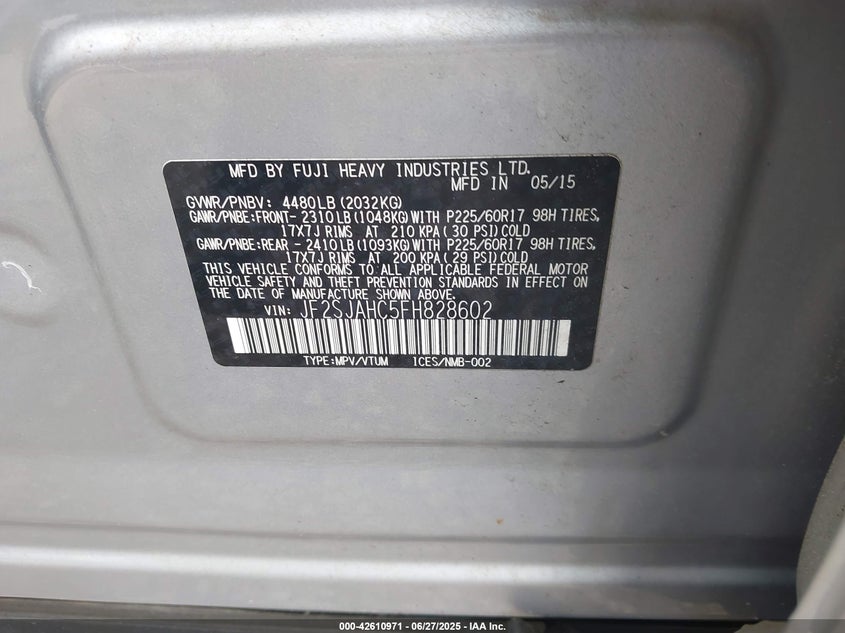 MFD BY FUJI HEAVY INDUSTRIES LTD.
MFD IN 05/15
GVWR/PNBV: 4480LB(2032KG)
GAWR/PNBE:FRONT-2310LB(1048KG)WITH P225/60R17 98H TIRES,
17X7J RIMS AT 210 KPA(30 PSI)COLD
GAWR/PNBE:REAR -2410LB(1093KG)WITH P225/60R17 98H TIRES,
17X7J RIMS AT 200 KPA(29 PSI)COLD
THIS VEHICLE CONFORMS TO ALL APPLICABLE FEDERAL MOTOR
VEHICLE SAFETY AND THEFT PREVENTION STANDARDS IN EFFECT ON
THE DATE OF MANUFACTURE SHOWN ABOVE.
VIN: JF2SJAHC5FH828602
TYPE:MPV/VTUM ICES/NMB-002
000-42610971 - 06/27/2025 - IAA Inc.